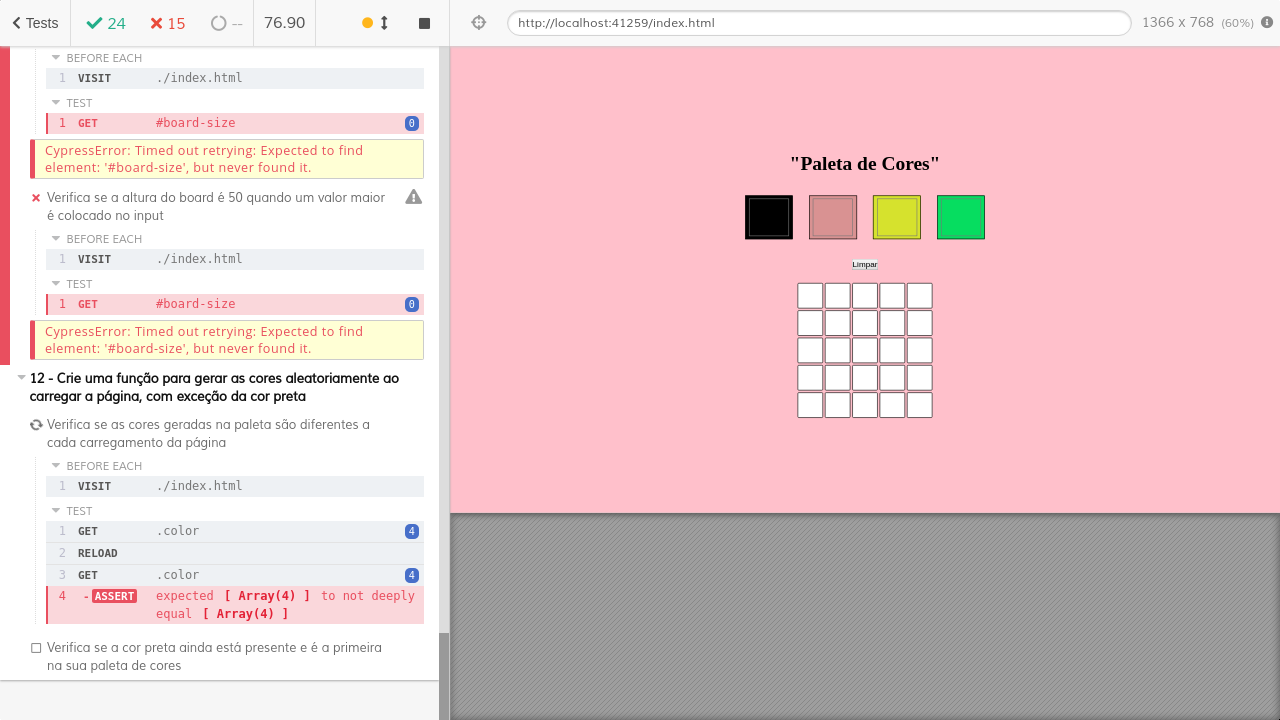 Tests 24 15 -- 76.90
http://localhost:41259/index.html 1366 x 768 (60%)
BEFORE EACH
1 VISIT ./index.html
TEST
1 GET #board-size 0
CypressError: Timed out retrying: Expected to find
element: '#board-size', but never found it.
Verifica se a altura do board é 50 quando um valor maior
é colocado no input
BEFORE EACH
1 VISIT ./index.html
TEST
1 GET #board-size 0
CypressError: Timed out retrying: Expected to find
element: '#board-size', but never found it.
12 - Crie uma função para gerar as cores aleatoriamente ao
carregar a página, com exceção da cor preta
Verifica se as cores geradas na paleta são diferentes a
cada carregamento da página
BEFORE EACH
1 VISIT ./index.html
TEST
1 GET .color 4
2 RELOAD
3 GET .color 4
4 -ASSERT expected [ Array(4) ] to not deeply
equal [ Array(4) ]
Verifica se a cor preta ainda está presente e é a primeira
na sua paleta de cores
"Paleta de Cores"
Limpar